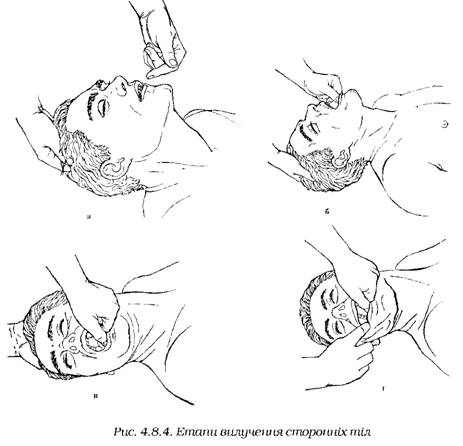 а
б
в
г
Рис. 4.8.4. Етапи вилучення сторонніх тіл